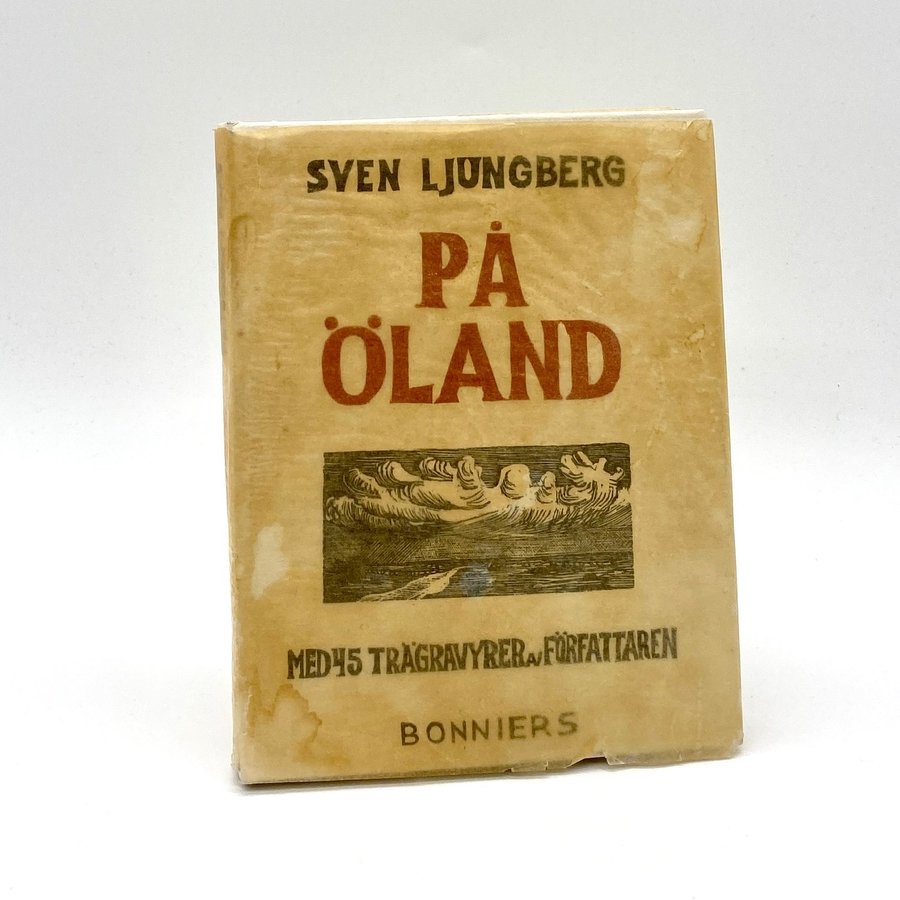 SVEN LJUNGBERG
PÅ
ÖLAND
MED 45 TRÄGRAVYRER AV FÖRFATTAREN
BONNIERS